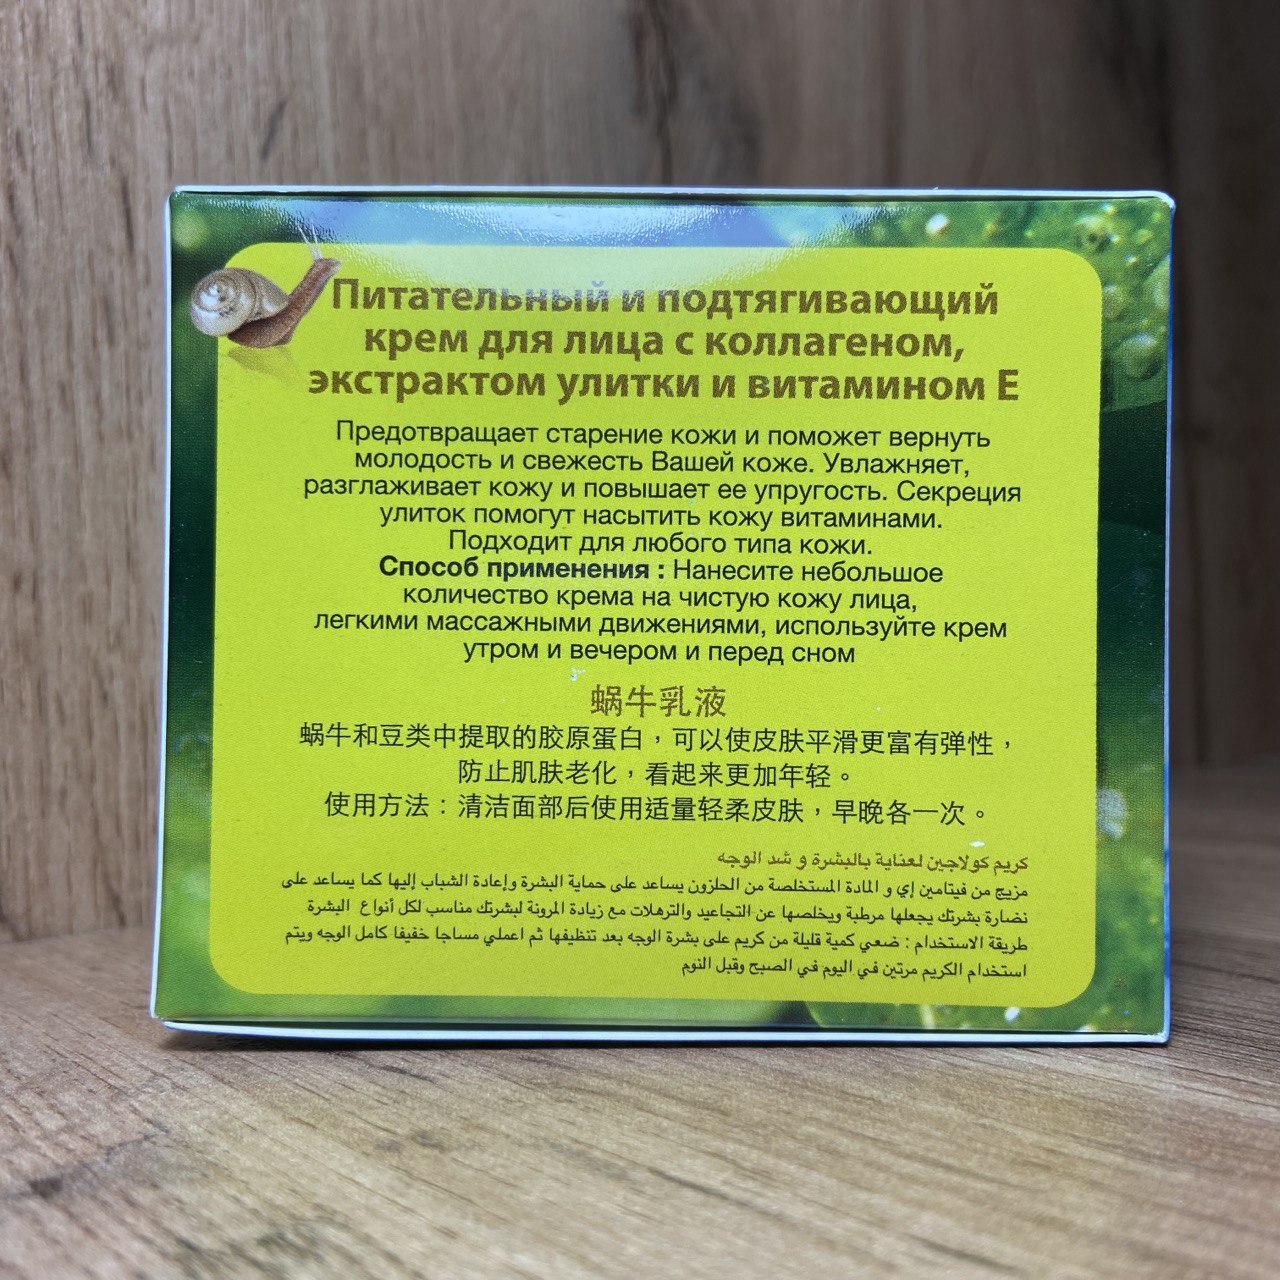 Питательный и подтягивающий
крем для лица с коллагеном,
экстрактом улитки и витамином Е
Предотвращает старение кожи и поможет вернуть
молодость и свежесть Вашей коже. Увлажняет,
разглаживает кожу и повышает ее упругость. Секреция
улиток помогут насытить кожу витаминами.
Подходит для любого типа кожи.
Способ применения : Нанесите небольшое
количество крема на чистую кожу лица,
легкими массажными движениями, используйте крем
утром и вечером и перед сном
蜗牛乳液
蜗牛和豆类中提取的胶原蛋白，可以使皮肤平滑更富有弹性，
防止肌肤老化，看起来更加年轻。
使用方法：清洁面部后使用适量轻柔皮肤，早晚各一次。
كريم كولاجين لعناية بالبشرة و شد الوجه
مزيج من فيتامين إي و المادة المستخلصة من الحلزون يساعد على حماية البشرة وإعادة الشباب إليها كما يساعد على
نضارة بشرتك يجعلها مرطبة ويخلصها عن التجاعيد والترهلات مع زيادة المرونة لبشرتك مناسب لكل أنواع البشرة
طريقة الاستخدام : ضعي كمية قليلة من كريم على بشرة الوجه بعد تنظيفها ثم اعملي مساجا خفيفا كامل الوجه ويتم
استخدام الكريم مرتين في اليوم في الصبح وقبل النوم